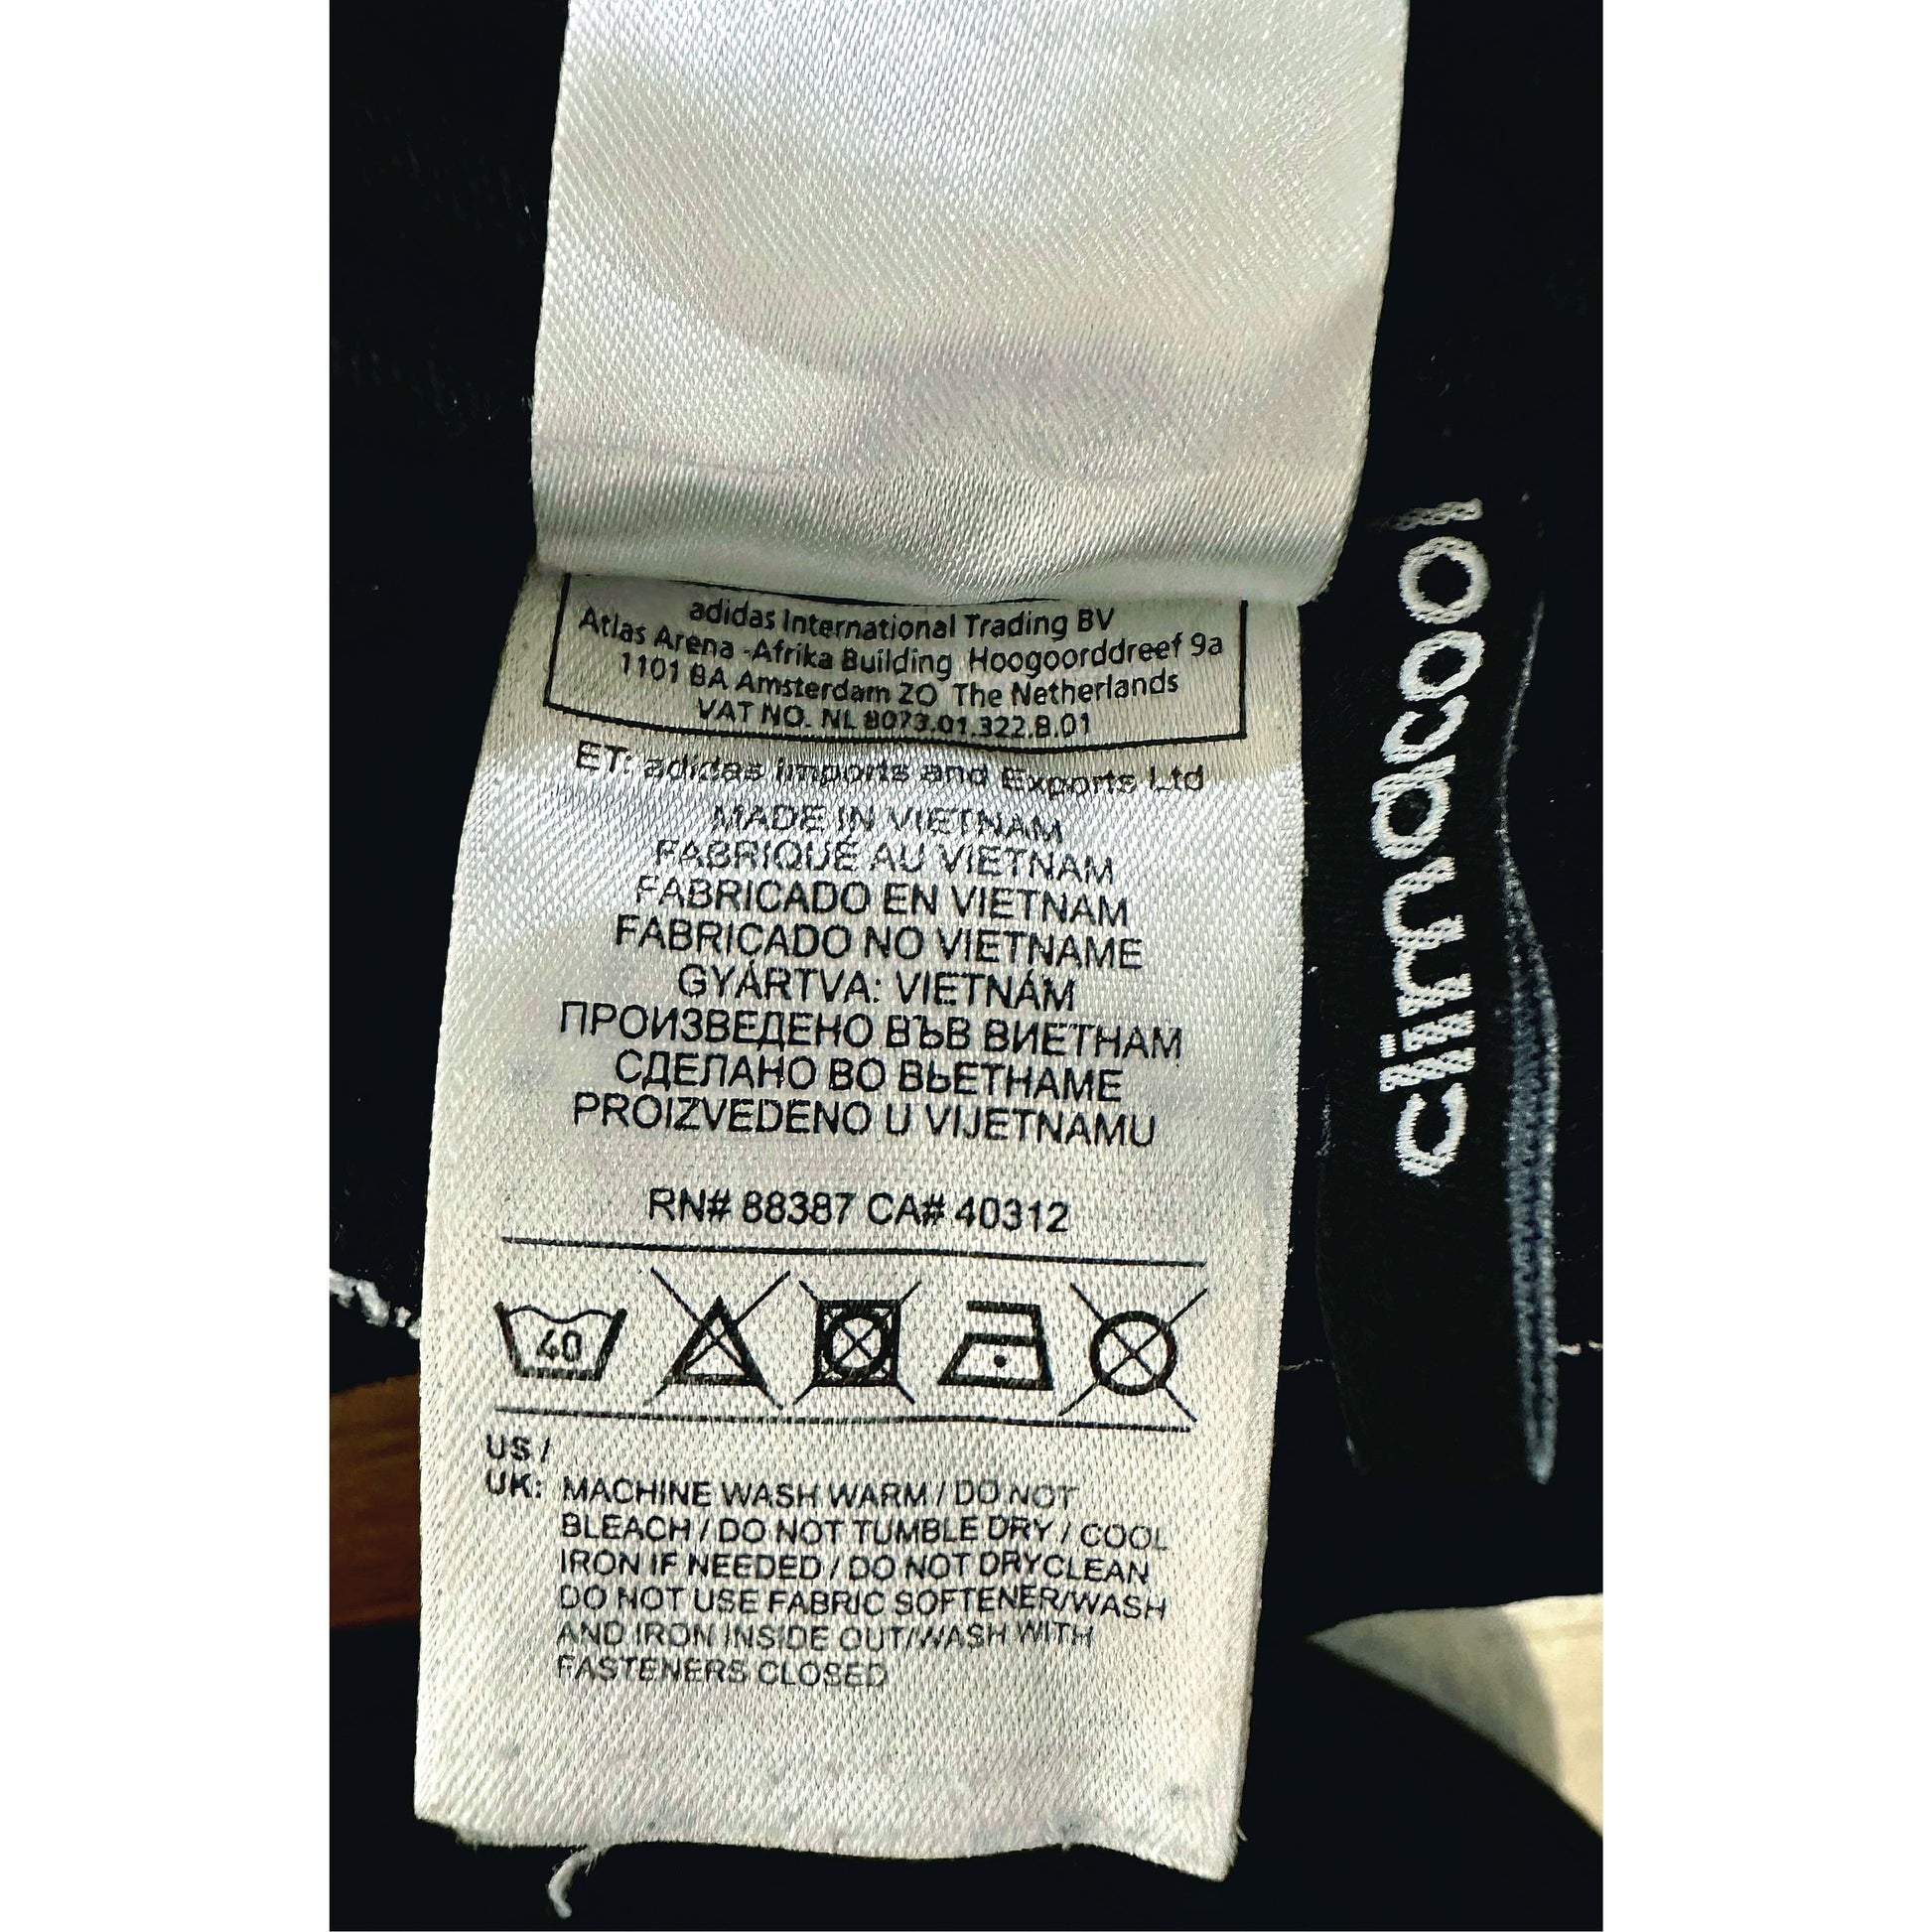 adidas International Trading BV
Atlas Arena -Afrika Building Hoogoorddreef 9a
1101 BA Amsterdam ZO The Netherlands
VAT NO. NL 8073.01.322.B.01
ET: adidas imports and Exports Ltd
MADE IN VIETNAM
FABRIQUÉ AU VIETNAM
FABRICADO EN VIETNAM
FABRICADO NO VIETNAME
GYÁRTVA: VIETNÁM
ПРОИЗВЕДЕНО ВЪВ ВИЕТНАМ
СДЕЛАНО ВО ВЬЕТНАМЕ
PROIZVEDENO U VIJETNAMU
RN# 88387 CA# 40312
40
US /
UK: MACHINE WASH WARM / DO NOT
BLEACH / DO NOT TUMBLE DRY / COOL
IRON IF NEEDED / DO NOT DRYCLEAN
DO NOT USE FABRIC SOFTENER/WASH
AND IRON INSIDE OUT/WASH WITH
FASTENERS CLOSED
climacool